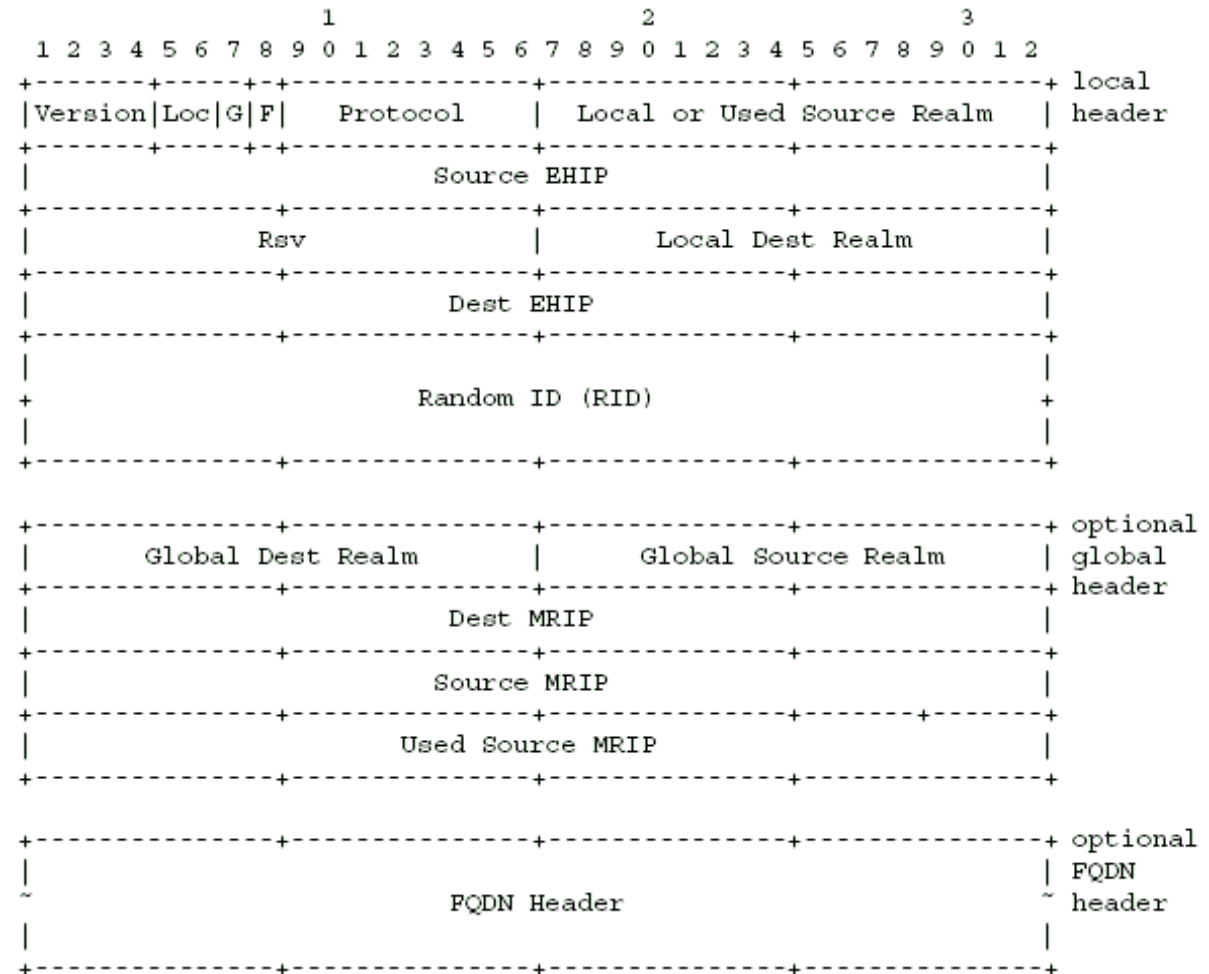 1 2 3
1 2 3 4 5 6 7 8 9 0 1 2 3 4 5 6 7 8 9 0 1 2 3 4 5 6 7 8 9 0 1 2
local
|Version|Loc|G|F| Protocol | Local or Used Source Realm | header
Source EHIP
Rsv | Local Dest Realm
Dest EHIP
Random ID (RID)
optional
Global Dest Realm | Global Source Realm | global
header
Dest MRIP
Source MRIP
Used Source MRIP
optional
FQDN
~ FQDN Header ~ header